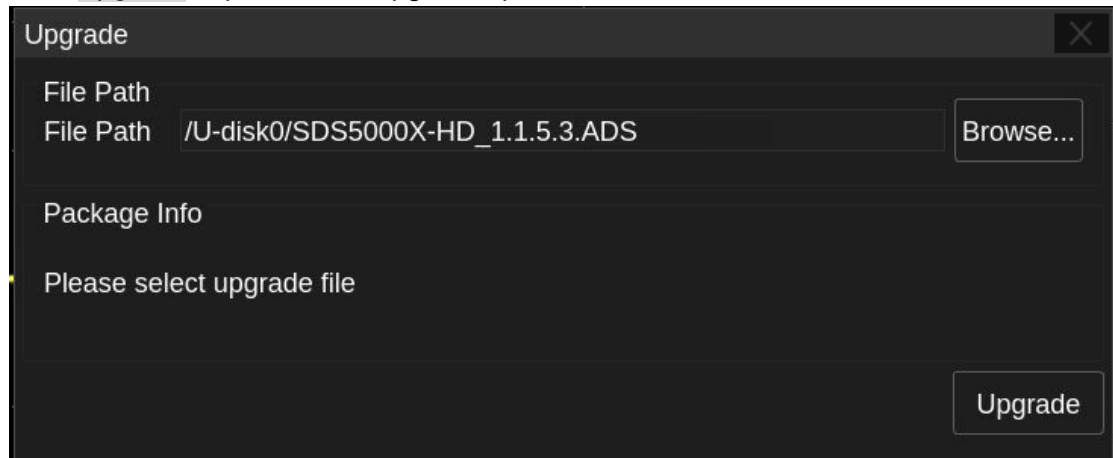 Upgrade
File Path
File Path /U-disk0/SDS5000X-HD_1.1.5.3.ADS Browse...
Package Info
Please select upgrade file
Upgrade